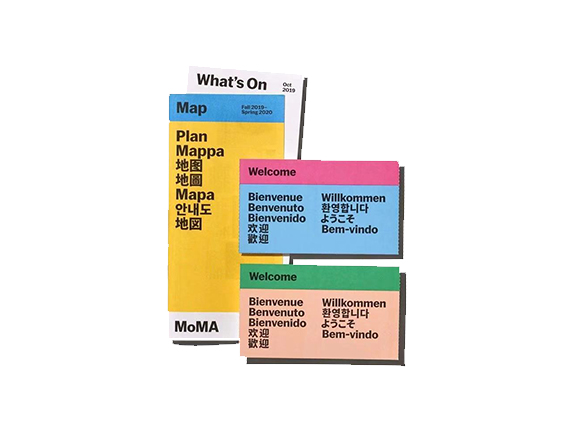 What's On
Oct
2019
Map
Fall 2019–
Spring 2020
Plan
Mappa
地图
地圖
Mapa
안내도
地図
MoMA
Welcome
Bienvenue
Benvenuto
Bienvenido
欢迎
歡迎
Willkommen
환영합니다
ようこそ
Bem-vindo
Welcome
Bienvenue
Benvenuto
Bienvenido
欢迎
歡迎
Willkommen
환영합니다
ようこそ
Bem-vindo